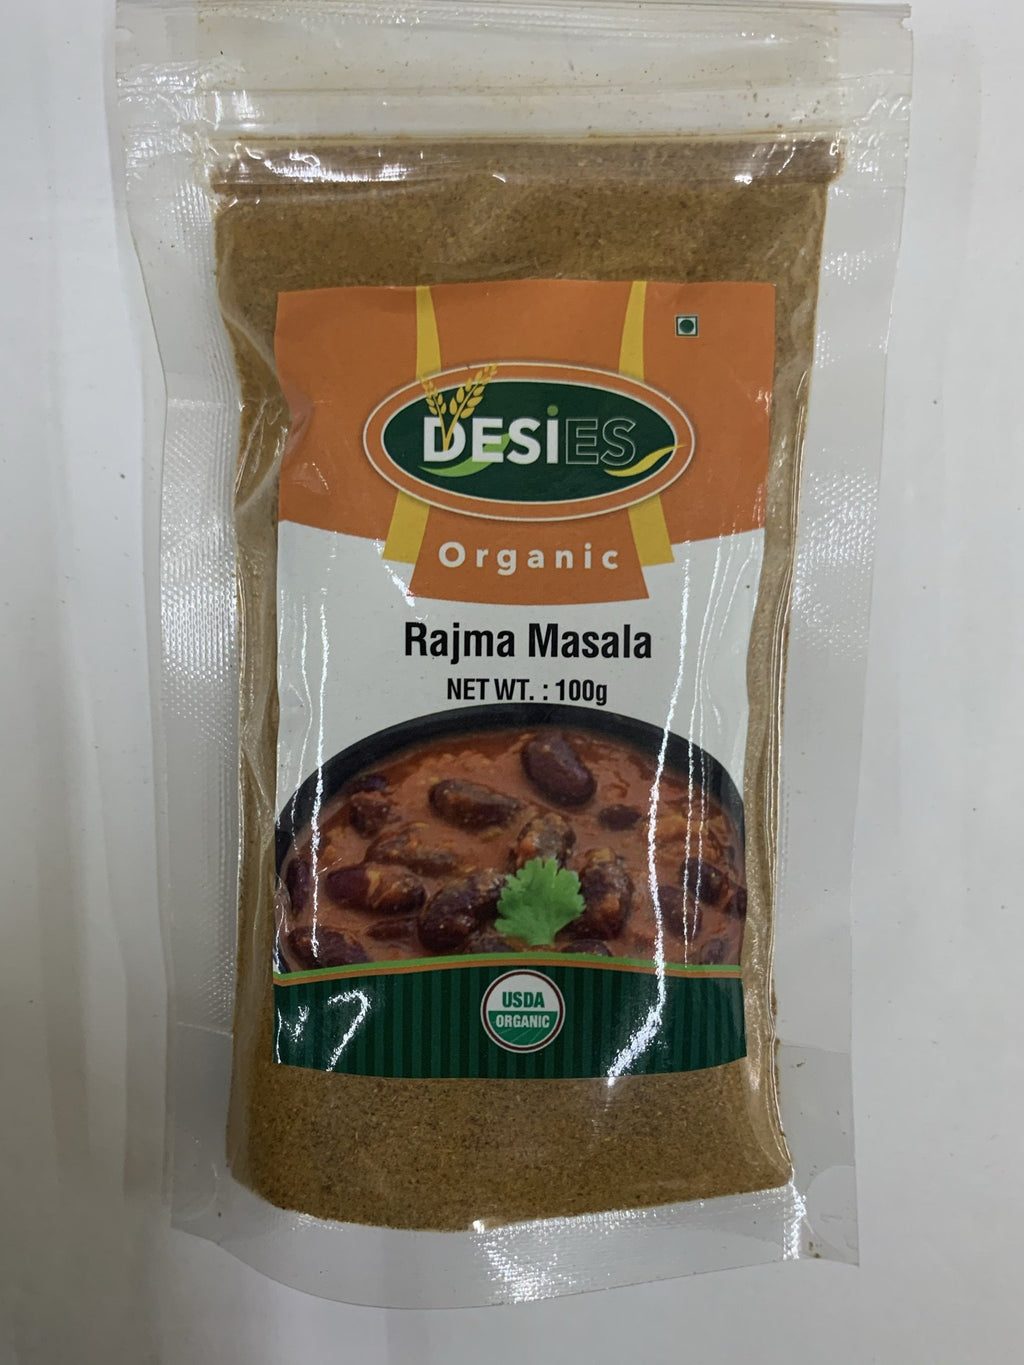 DESiES
Organic
Rajma Masala
NET WT. : 100g
USDA
ORGANIC